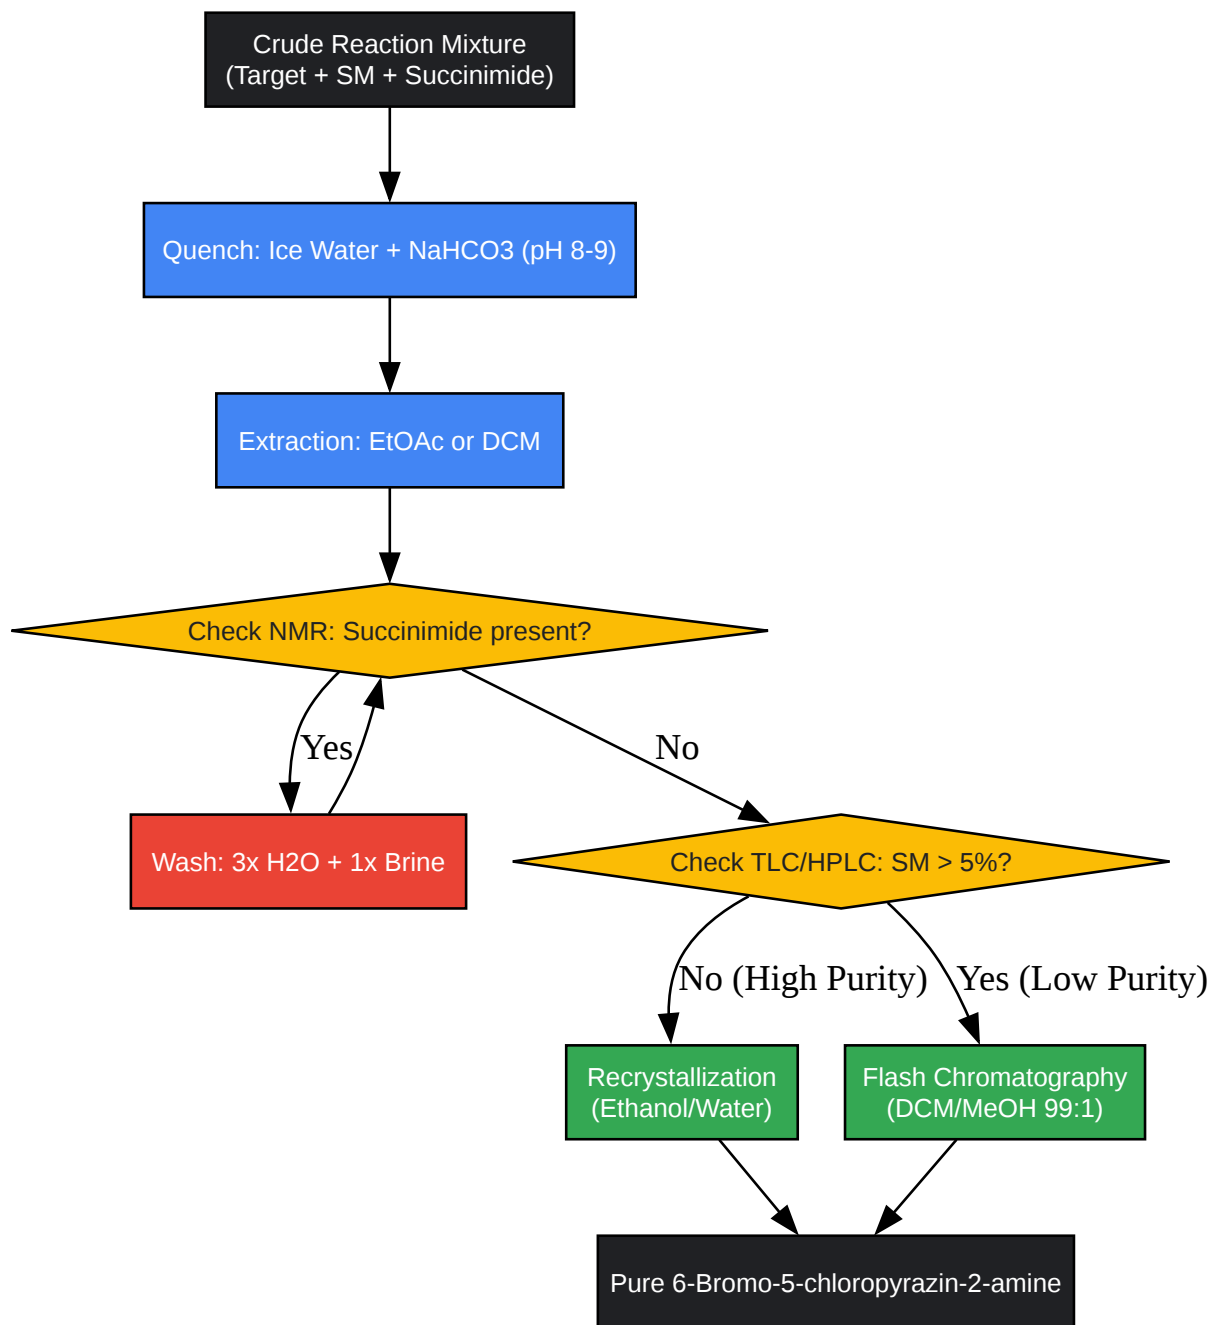 Crude Reaction Mixture
(Target + SM + Succinimide)
Quench: Ice Water + NaHCO3 (pH 8-9)
Extraction: EtOAc or DCM
Check NMR: Succinimide present?
Yes
No
Wash: 3x H2O + 1x Brine
Check TLC/HPLC: SM > 5%?
No (High Purity)
Yes (Low Purity)
Recrystallization
(Ethanol/Water)
Flash Chromatography
(DCM/MeOH 99:1)
Pure 6-Bromo-5-chloropyrazin-2-amine